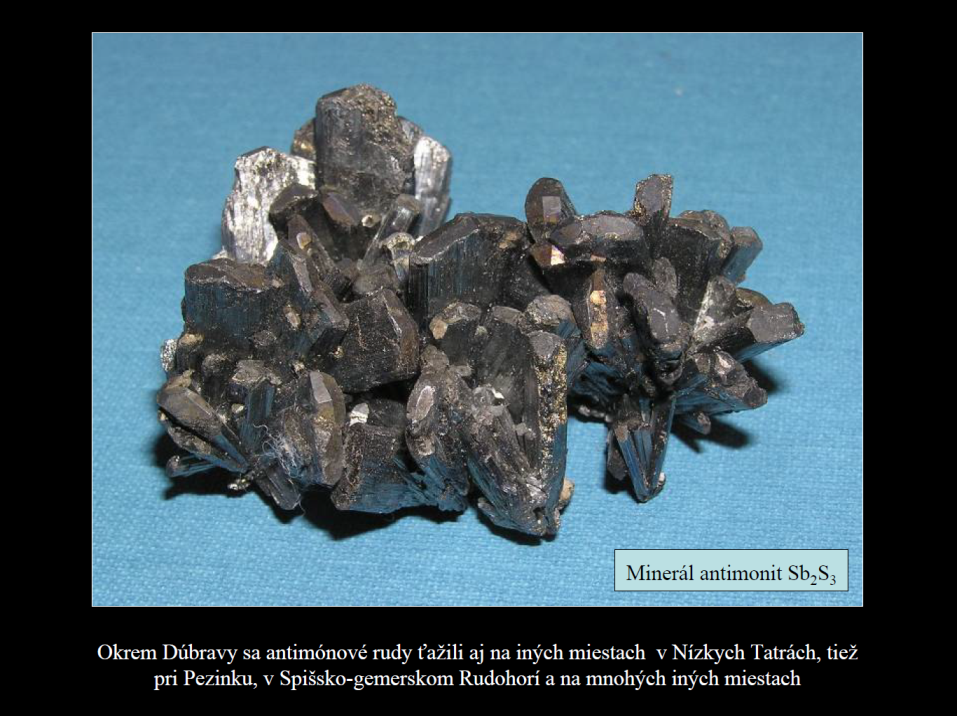 Minerál antimonit Sb₂S₃
Okrem Dúbravy sa antimónové rudy ťažili aj na iných miestach v Nízkych Tatrách, tiež
pri Pezinku, v Spišsko-gemerskom Rudohorí a na mnohých iných miestach